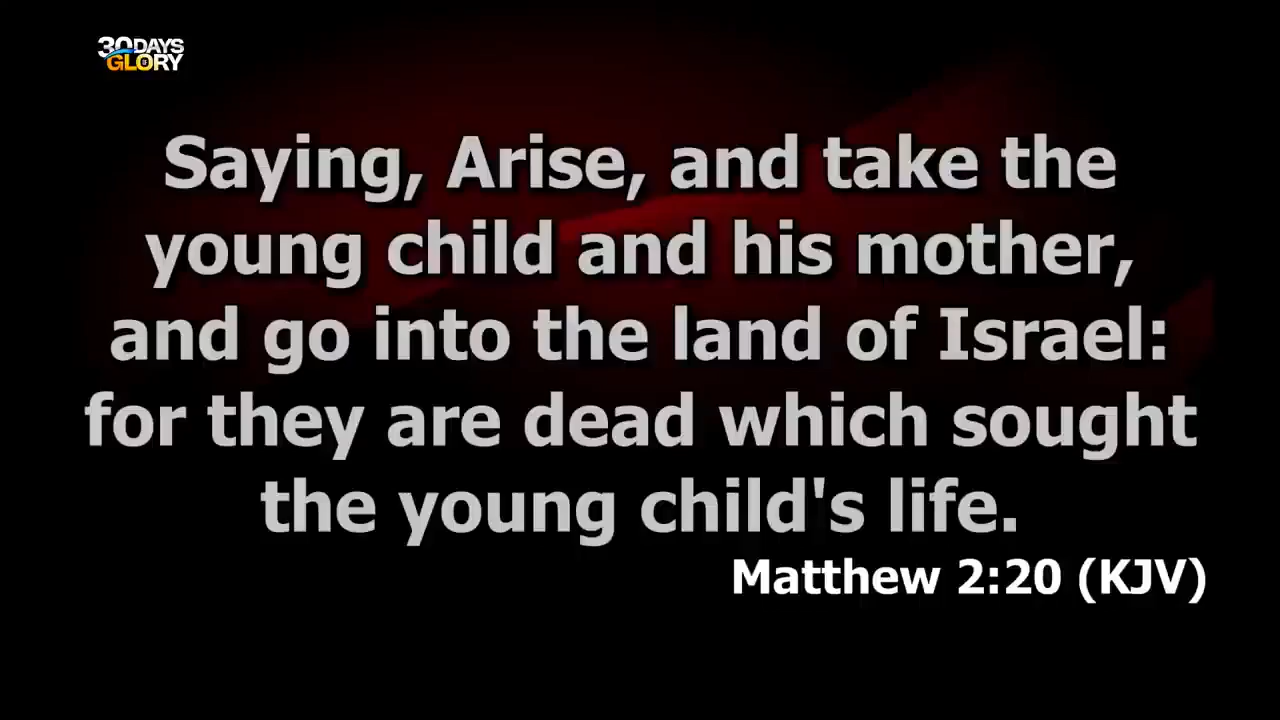 30DAYS
GLORY
Saying, Arise, and take the
young child and his mother,
and go into the land of Israel:
for they are dead which sought
the young child's life.
Matthew 2:20 (KJV)